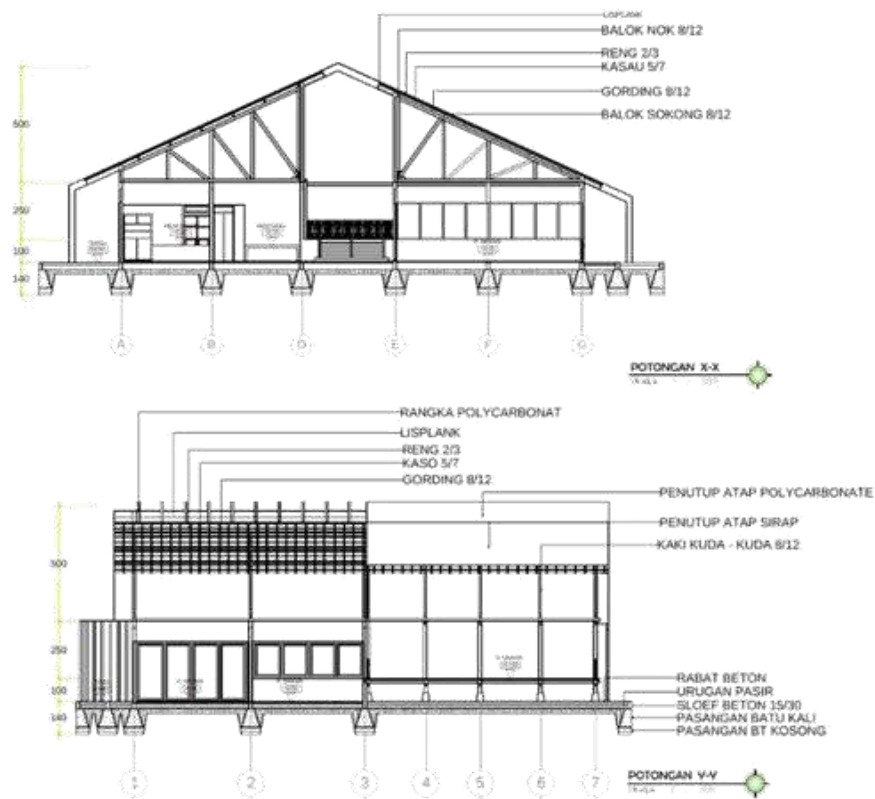 LISPLANK
BALOK NOK 8/12
RENG 2/3
KASAU 5/7
GORDING 8/12
BALOK SOKONG 8/12
500
250
100
140
A
B
D
E
F
G
POTONGAN X-X
RANGKA POLYCARBONAT
LISPLANK
RENG 2/3
KASO 5/7
GORDING 8/12
PENUTUP ATAP POLYCARBONATE
PENUTUP ATAP SIRAP
KAKI KUDA - KUDA 8/12
500
250
100
140
RABAT BETON
URUGAN PASIR
SLOEF BETON 15/30
PASANGAN BATU KALI
PASANGAN BT KOSONG
1
2
3
4
5
6
7
POTONGAN Y-Y